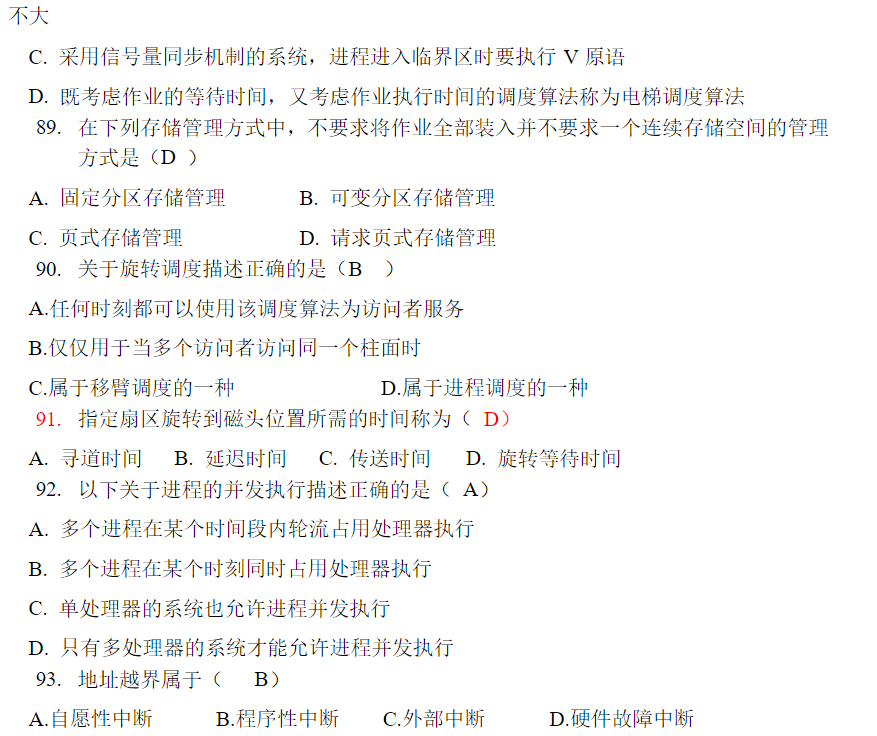 不大
C. 采用信号量同步机制的系统，进程进入临界区时要执行 V 原语
D. 既考虑作业的等待时间，又考虑作业执行时间的调度算法称为电梯调度算法
89. 在下列存储管理方式中，不要求将作业全部装入并不要求一个连续存储空间的管理
方式是（D ）
A. 固定分区存储管理 B. 可变分区存储管理
C. 页式存储管理 D. 请求页式存储管理
90. 关于旋转调度描述正确的是（B ）
A.任何时刻都可以使用该调度算法为访问者服务
B.仅仅用于当多个访问者访问同一个柱面时
C.属于移臂调度的一种 D.属于进程调度的一种
91. 指定扇区旋转到磁头位置所需的时间称为（ D）
A. 寻道时间 B. 延迟时间 C. 传送时间 D. 旋转等待时间
92. 以下关于进程的并发执行描述正确的是（ A）
A. 多个进程在某个时间段内轮流占用处理器执行
B. 多个进程在某个时刻同时占用处理器执行
C. 单处理器的系统也允许进程并发执行
D. 只有多处理器的系统才能允许进程并发执行
93. 地址越界属于（ B）
A.自愿性中断 B.程序性中断 C.外部中断 D.硬件故障中断